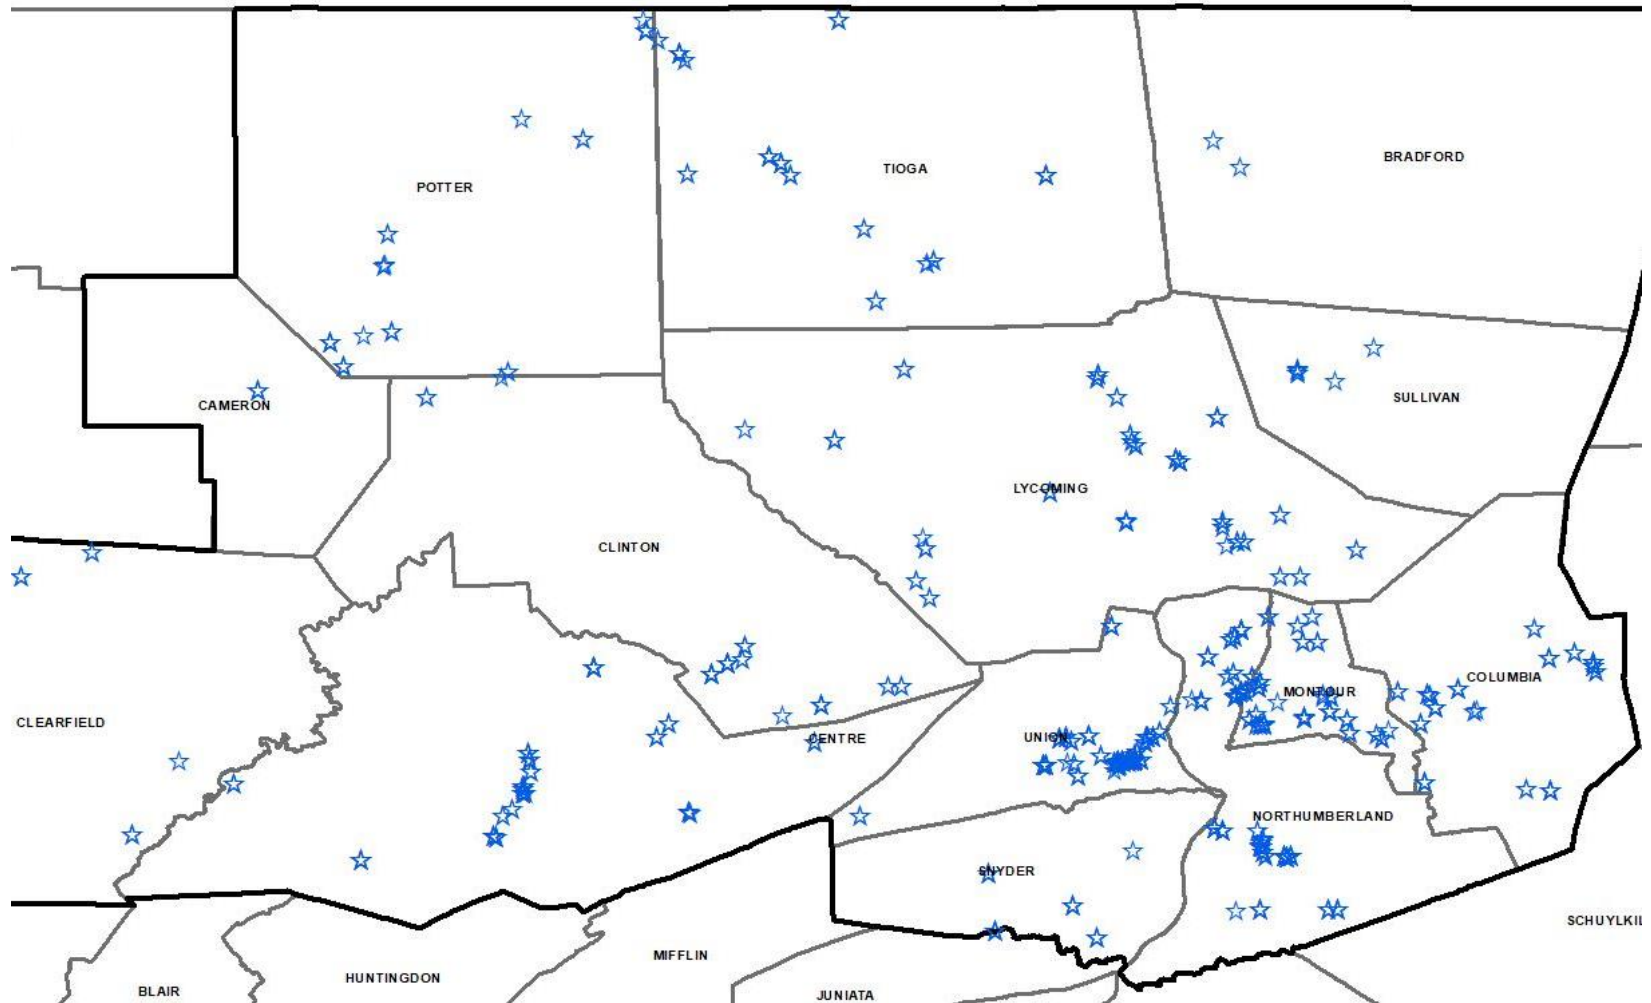 TIOGA
BRADFORD
POTTER
SULLIVAN
CAMERON
LYCOMING
CLINTON
COLUMBIA
MONTOUR
CLEARFIELD
CENTRE
UNION
NORTHUMBERLAND
SNYDER
SCHUYLKIL
MIFFLIN
HUNTINGDON
BLAIR
JUNIATA